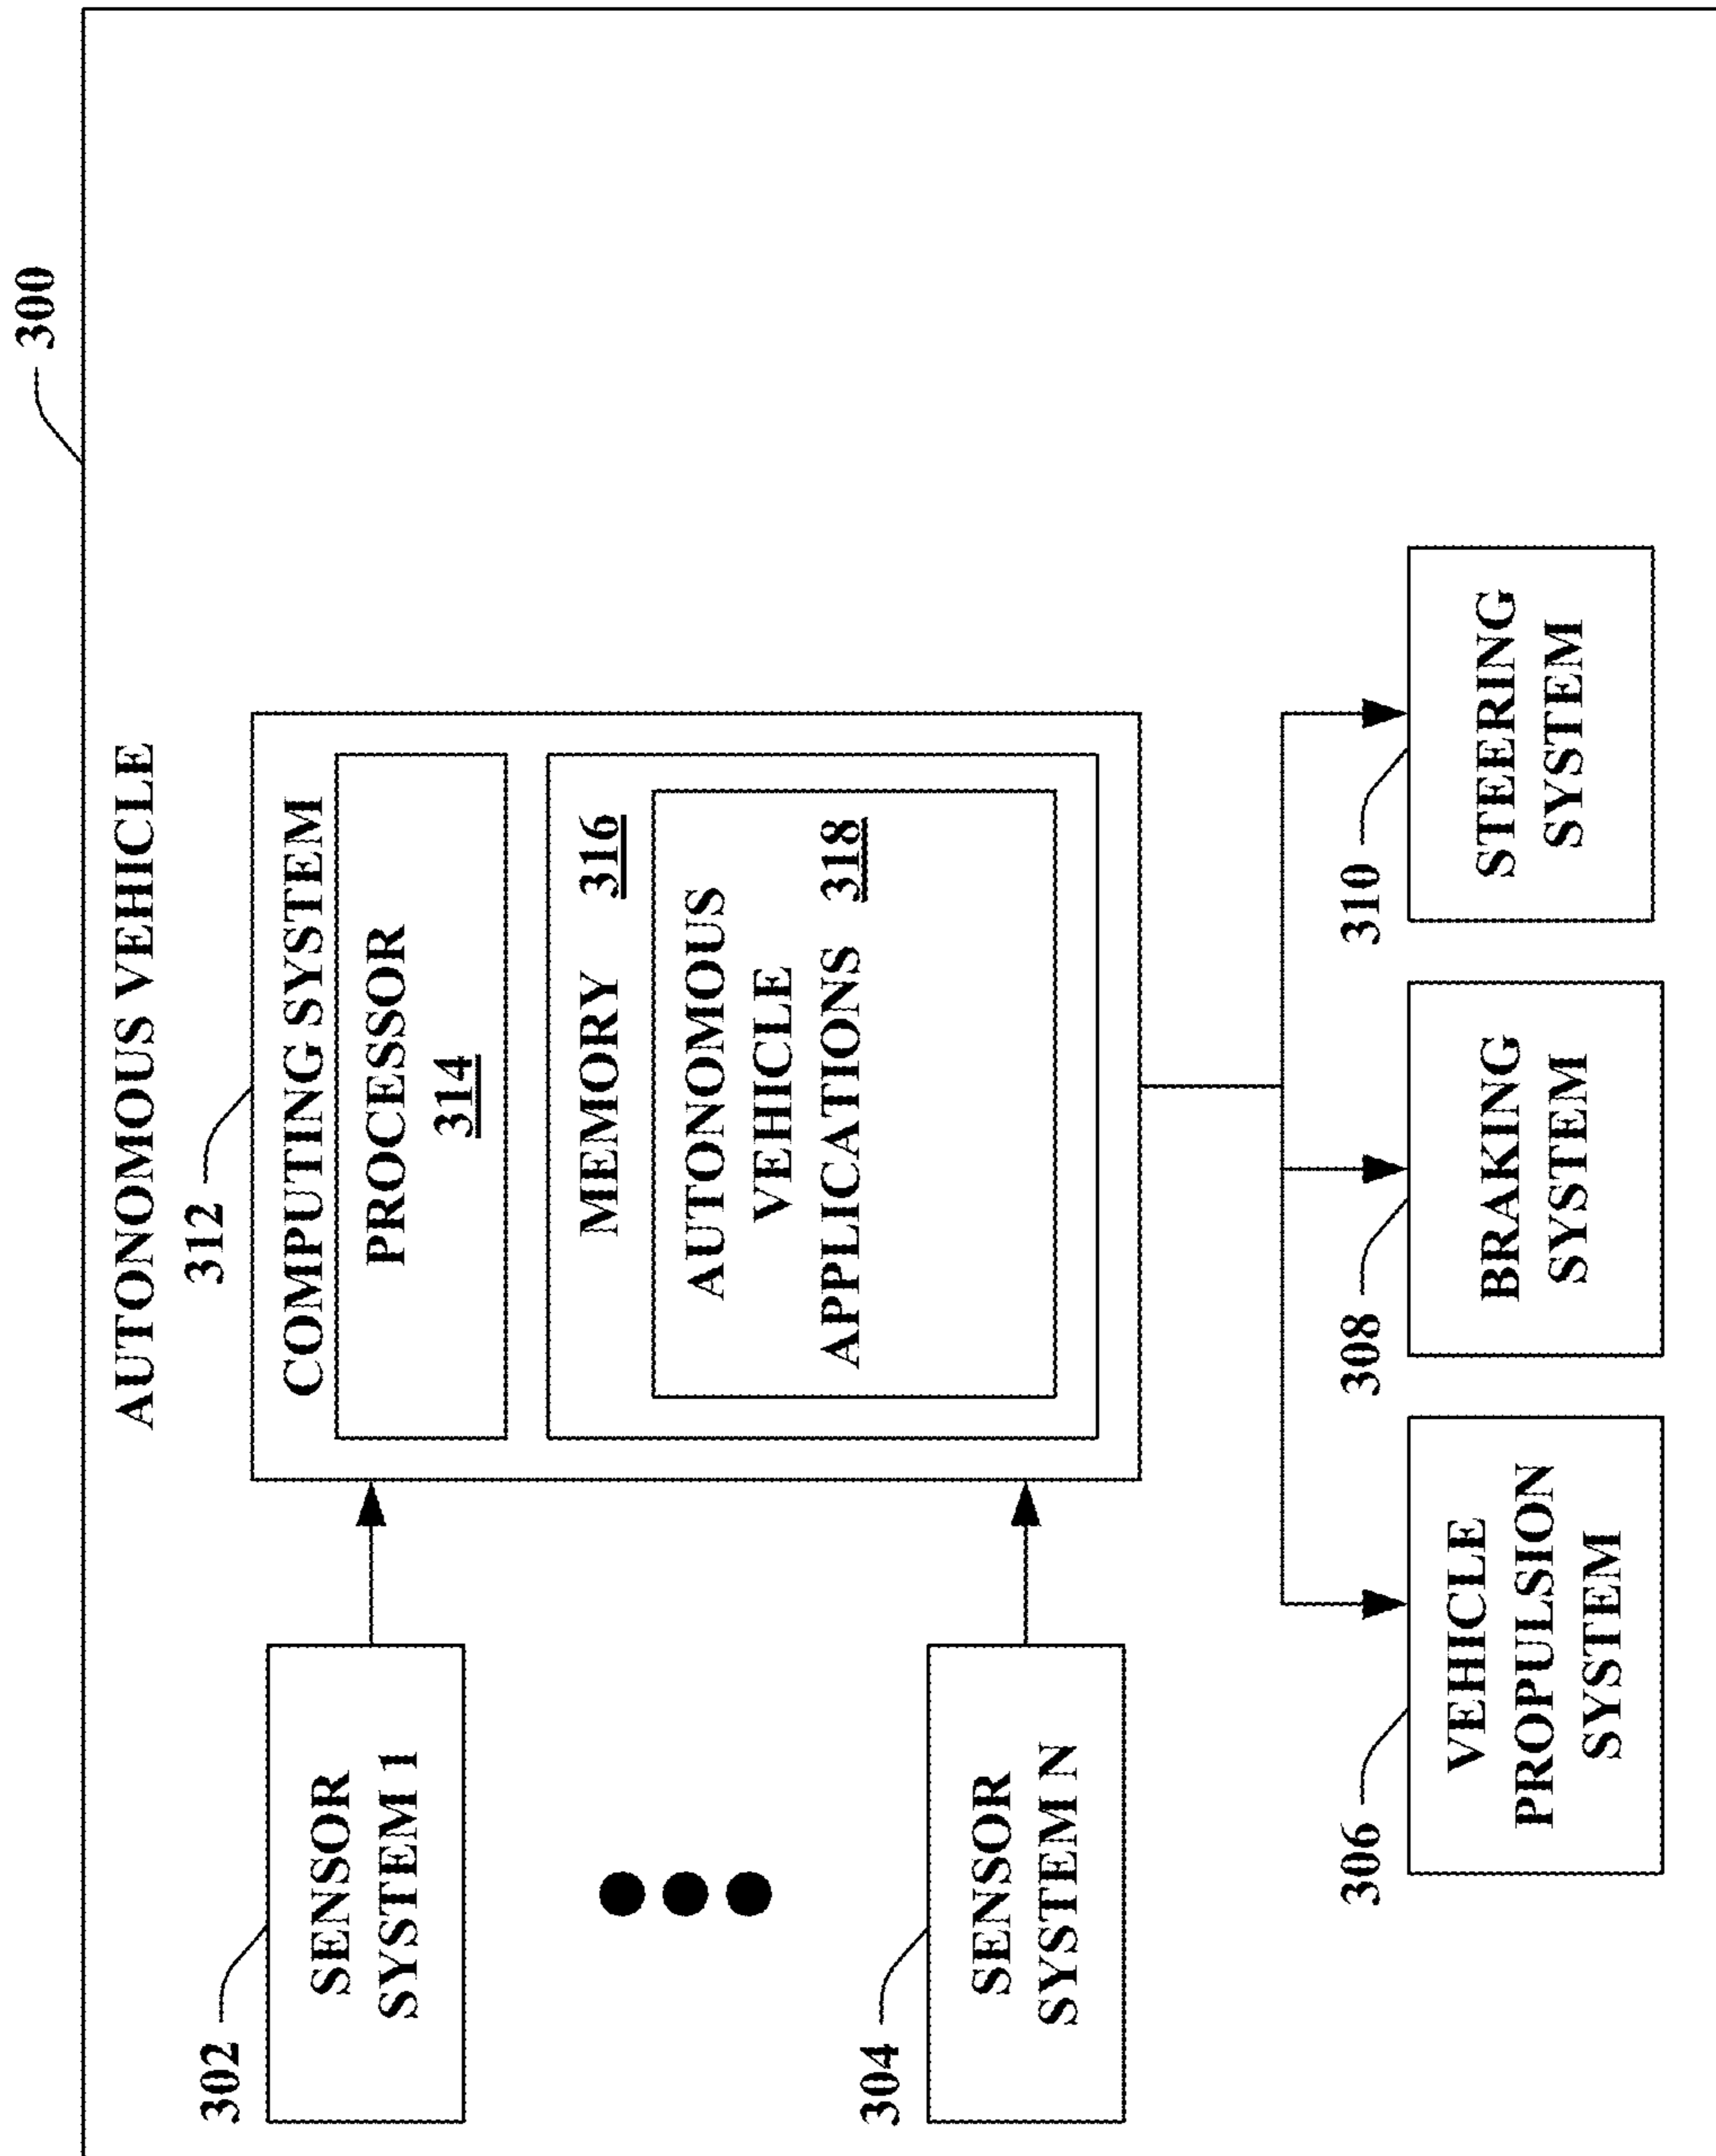 300
AUTONOMOUS VEHICLE
312
COMPUTING SYSTEM
PROCESSOR
314
MEMORY 316
AUTONOMOUS
VEHICLE
APPLICATIONS 318
302
SENSOR
SYSTEM 1
304
SENSOR
SYSTEM N
306
VEHICLE
PROPULSION
SYSTEM
308
BRAKING
SYSTEM
310
STEERING
SYSTEM